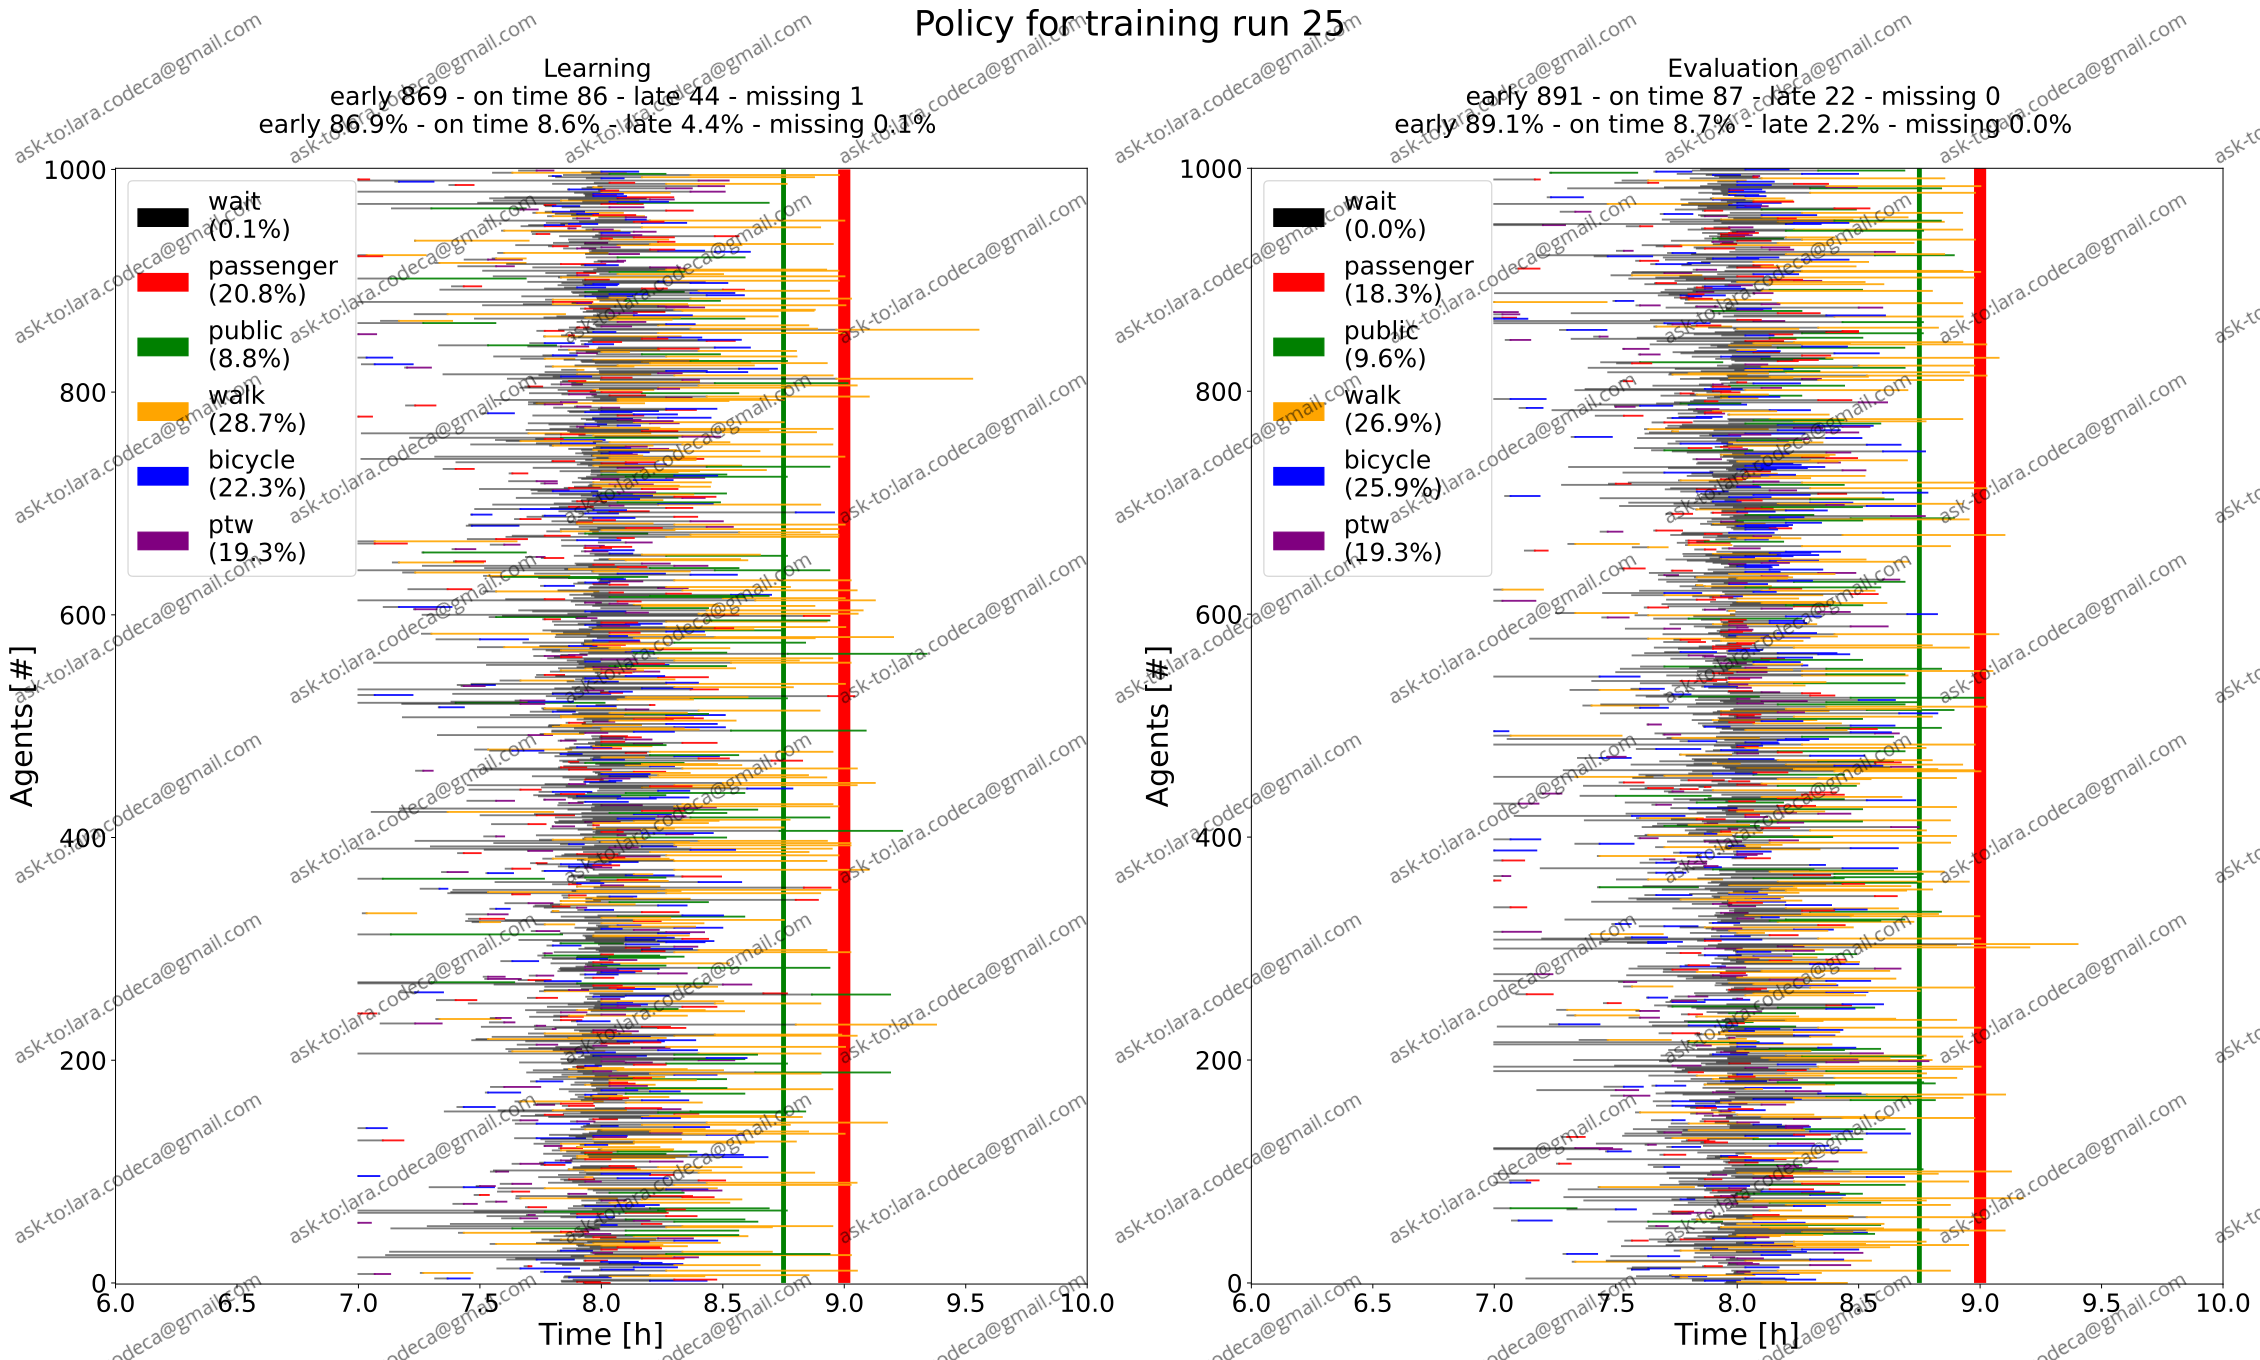 Policy for training run 25
Learning
early 869 - on time 86 - late 44 - missing 1
early 86.9% - on time 8.6% - late 4.4% - missing 0.1%
1000
800
600
400
200
0
Agents [#]
wait
(0.1%)
passenger
(20.8%)
public
(8.8%)
walk
(28.7%)
bicycle
(22.3%)
ptw
(19.3%)
6.0 6.5 7.0 7.5 8.0 8.5 9.0 9.5 10.0
Time [h]
Evaluation
early 891 - on time 87 - late 22 - missing 0
early 89.1% - on time 8.7% - late 2.2% - missing 0.0%
1000
800
600
400
200
0
Agents [#]
wait
(0.0%)
passenger
(18.3%)
public
(9.6%)
walk
(26.9%)
bicycle
(25.9%)
ptw
(19.3%)
6.0 6.5 7.0 7.5 8.0 8.5 9.0 9.5 10.0
Time [h]
ask-to:lara.codeca@gmail.com